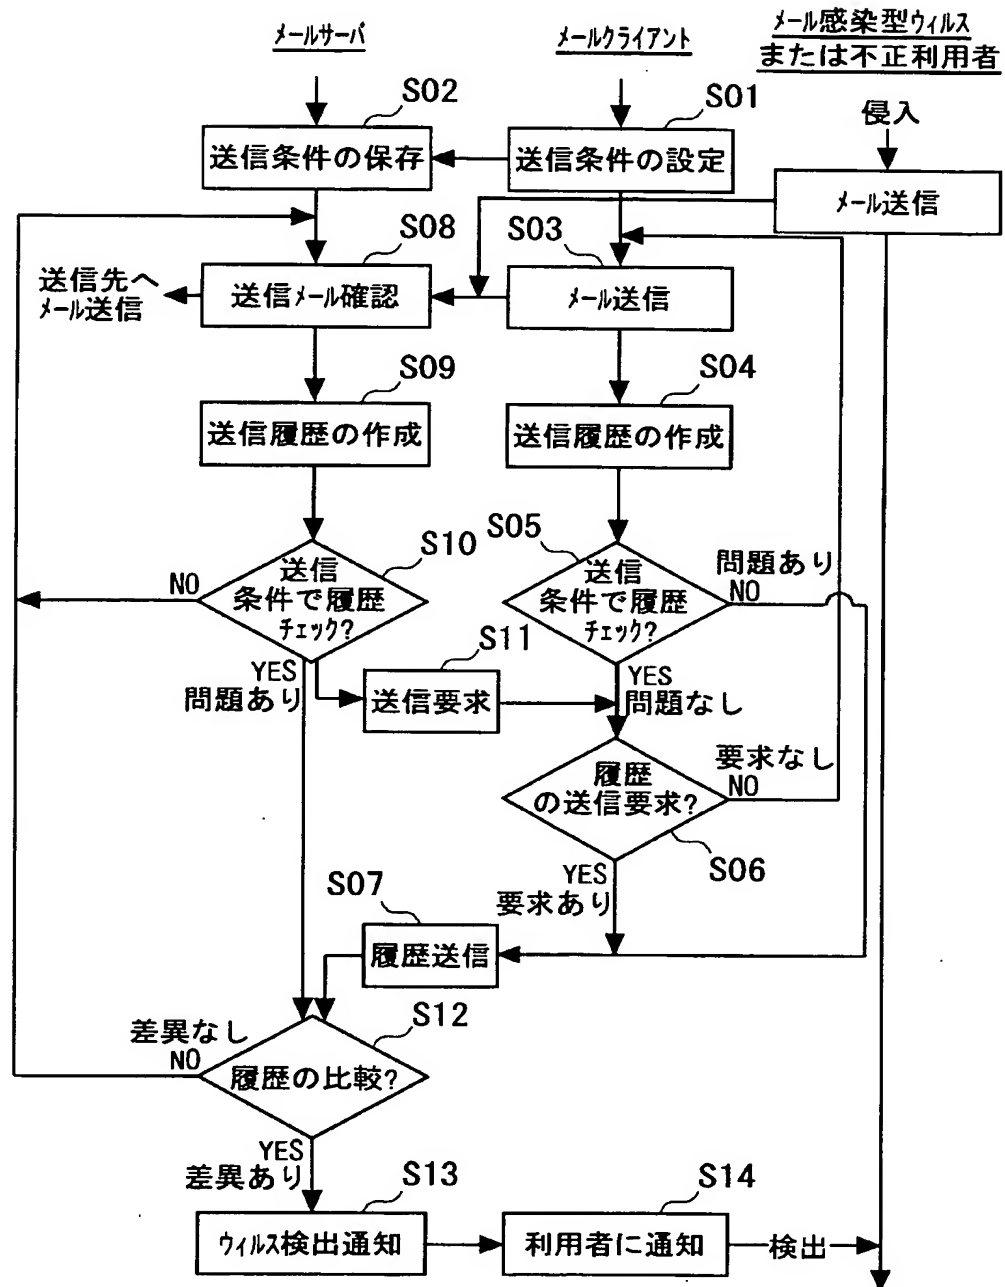 メールサーバ
メールクライアント
メール感染型ウィルス
または不正利用者
S02
S01
侵入
送信条件の保存
送信条件の設定
メール送信
S08
S03
送信先へ
メール送信
送信メール確認
メール送信
S09
S04
送信履歴の作成
送信履歴の作成
S10
S05
NO
送信
条件で履歴
チェック?
送信
条件で履歴
チェック?
問題あり
NO
YES
問題あり
S11
送信要求
YES
問題なし
履歴
の送信要求?
要求なし
NO
S06
YES
要求あり
S07
履歴送信
差異なし
NO
S12
履歴の比較?
YES
差異あり
S13
S14
ウィルス検出通知
利用者に通知
検出